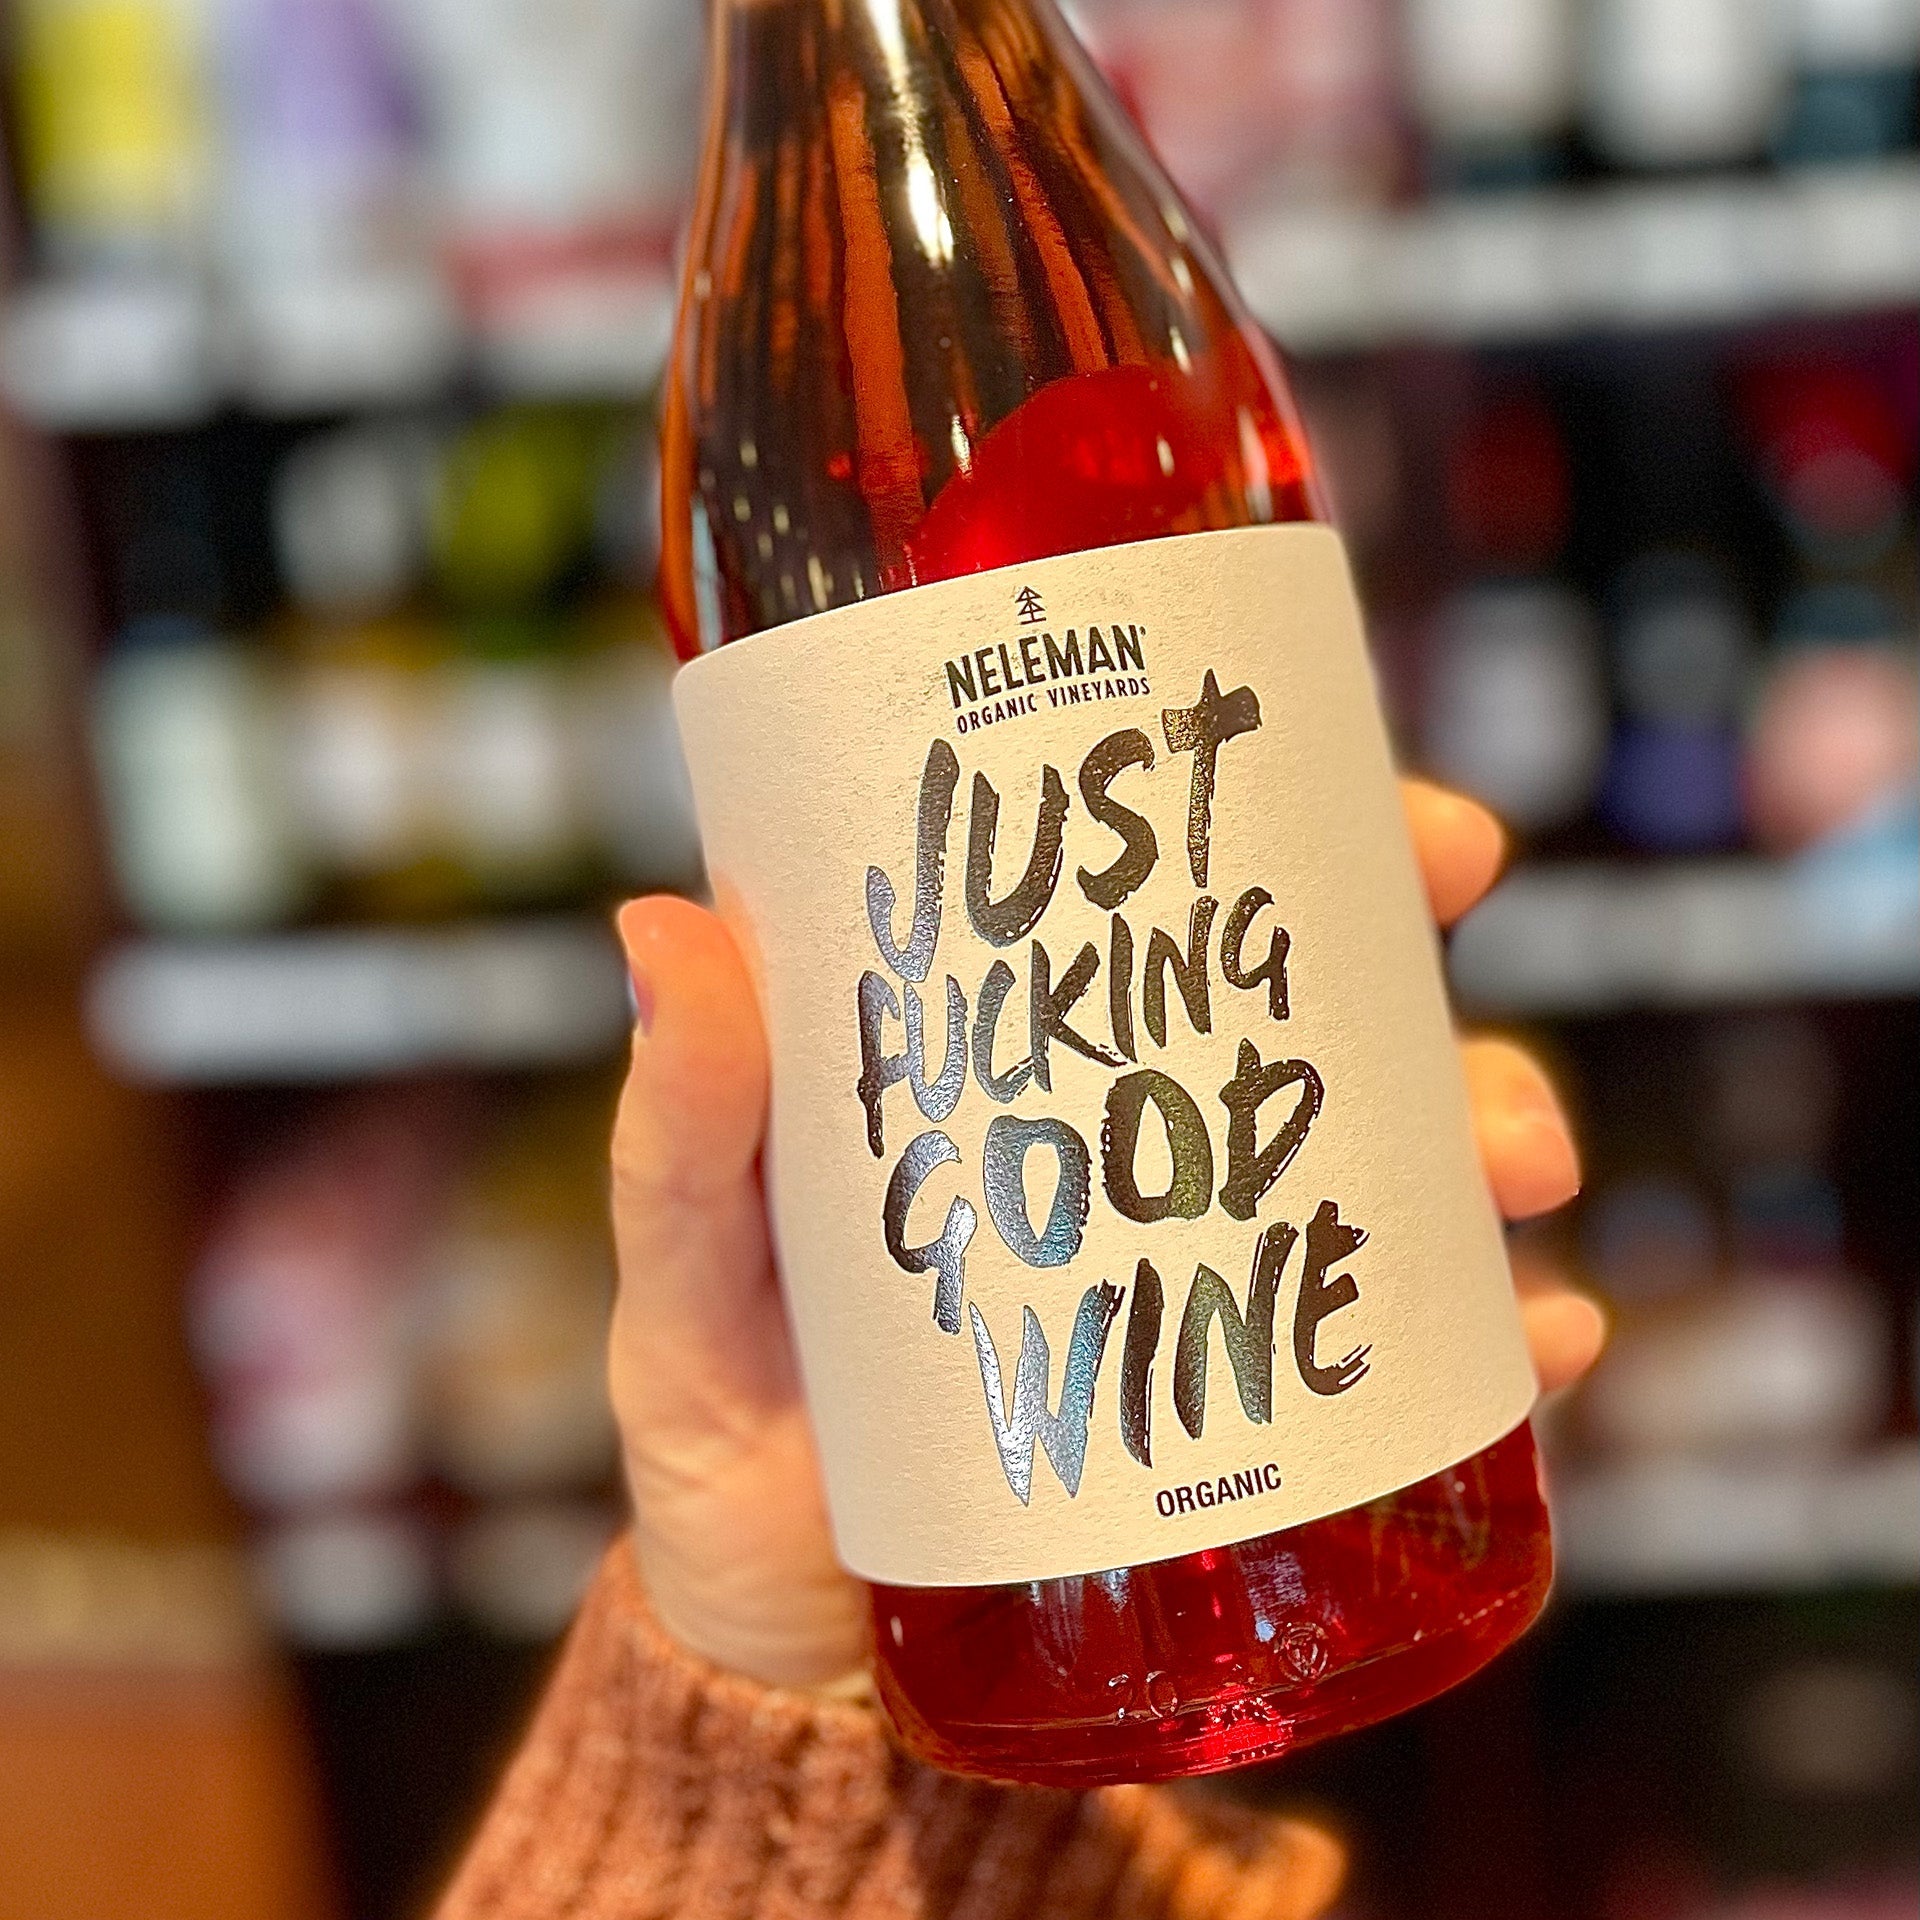 NELEMAN®
ORGANIC VINEYARDS
JUST
FUCKING
GOOD
WINE
ORGANIC